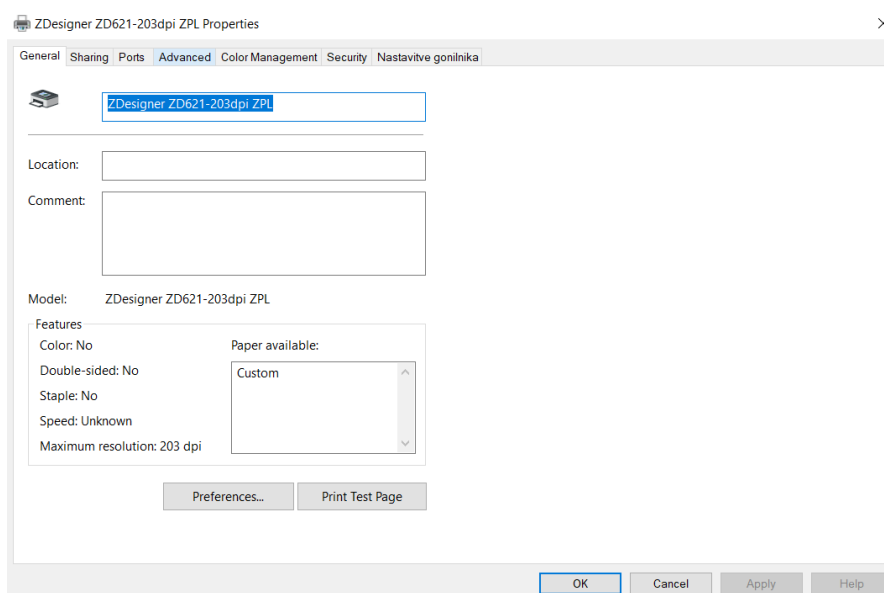 ZDesigner ZD621-203dpi ZPL Properties
General Sharing Ports Advanced Color Management Security Nastavitve gonilnika
ZDesigner ZD621-203dpi ZPL
Location:
Comment:
Model: ZDesigner ZD621-203dpi ZPL
Features
Color: No
Double-sided: No
Staple: No
Speed: Unknown
Maximum resolution: 203 dpi
Paper available:
Custom
Preferences... Print Test Page
OK Cancel Apply Help